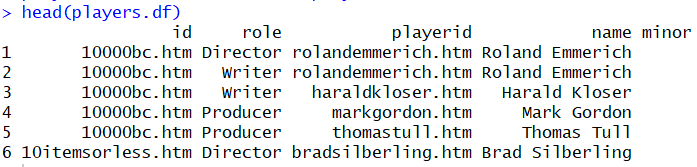 > head(players.df)
id role playerid name minor
1 10000bc.htm Director rolandemmerich.htm Roland Emmerich
2 10000bc.htm Writer rolandemmerich.htm Roland Emmerich
3 10000bc.htm Writer haraldkloser.htm Harald Kloser
4 10000bc.htm Producer markgordon.htm Mark Gordon
5 10000bc.htm Producer thomastull.htm Thomas Tull
6 10itemsorless.htm Director bradsilberling.htm Brad Silberling